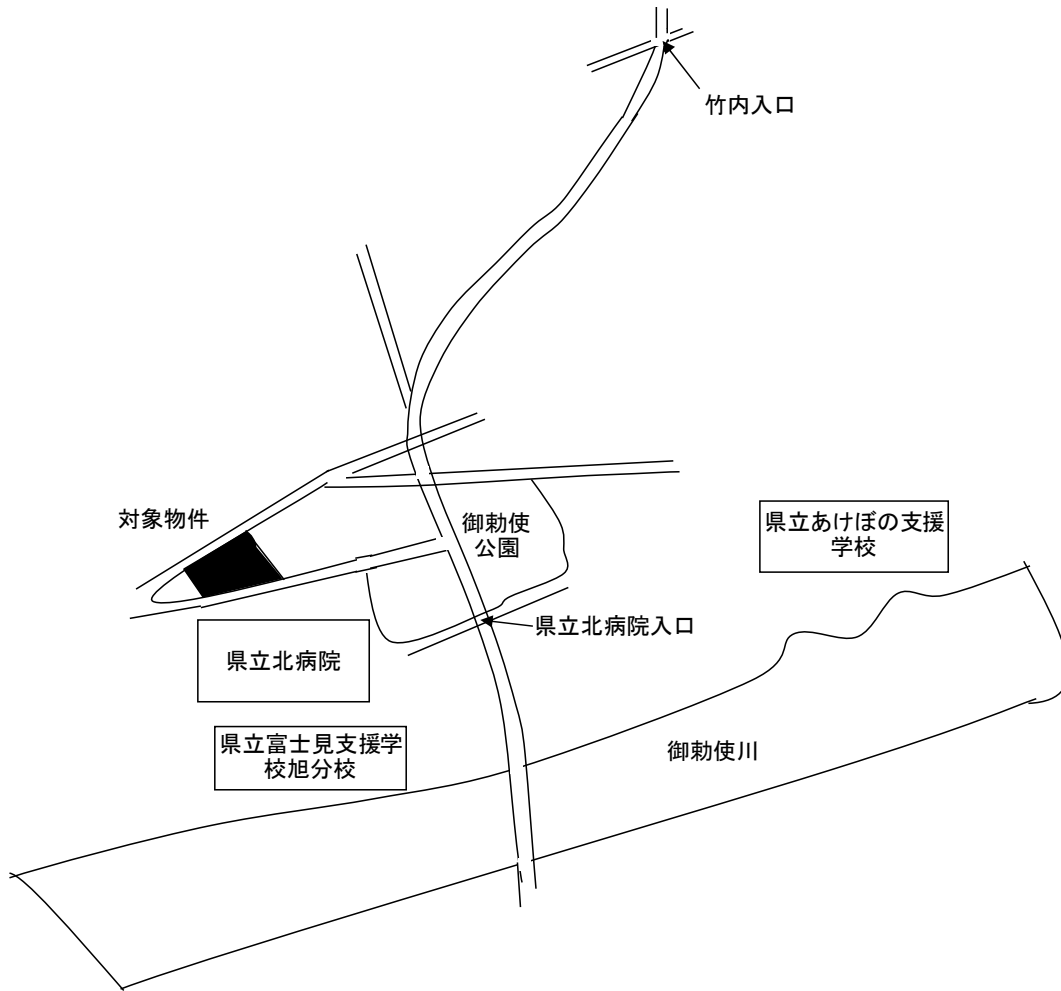 竹内入口
対象物件
御勅使
公園
県立あけぼの支援
学校
県立北病院入口
県立北病院
県立富士見支援学
校旭分校
御勅使川